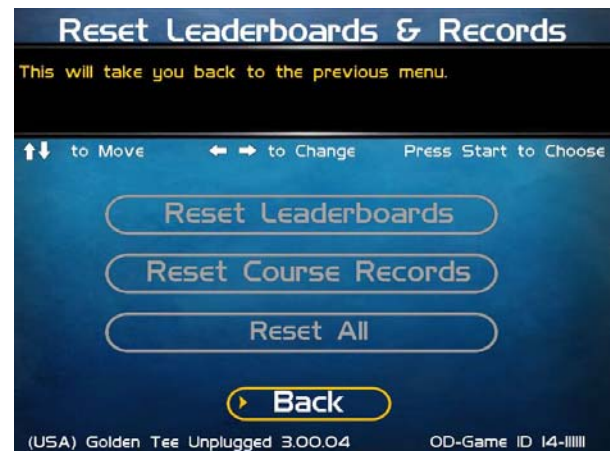 Reset Leaderboards & Records
This will take you back to the previous menu.
to Move to Change Press Start to Choose
Reset Leaderboards
Reset Course Records
Reset All
Back
(USA) Golden Tee Unplugged 3.00.04 OD-Game ID 14-111111